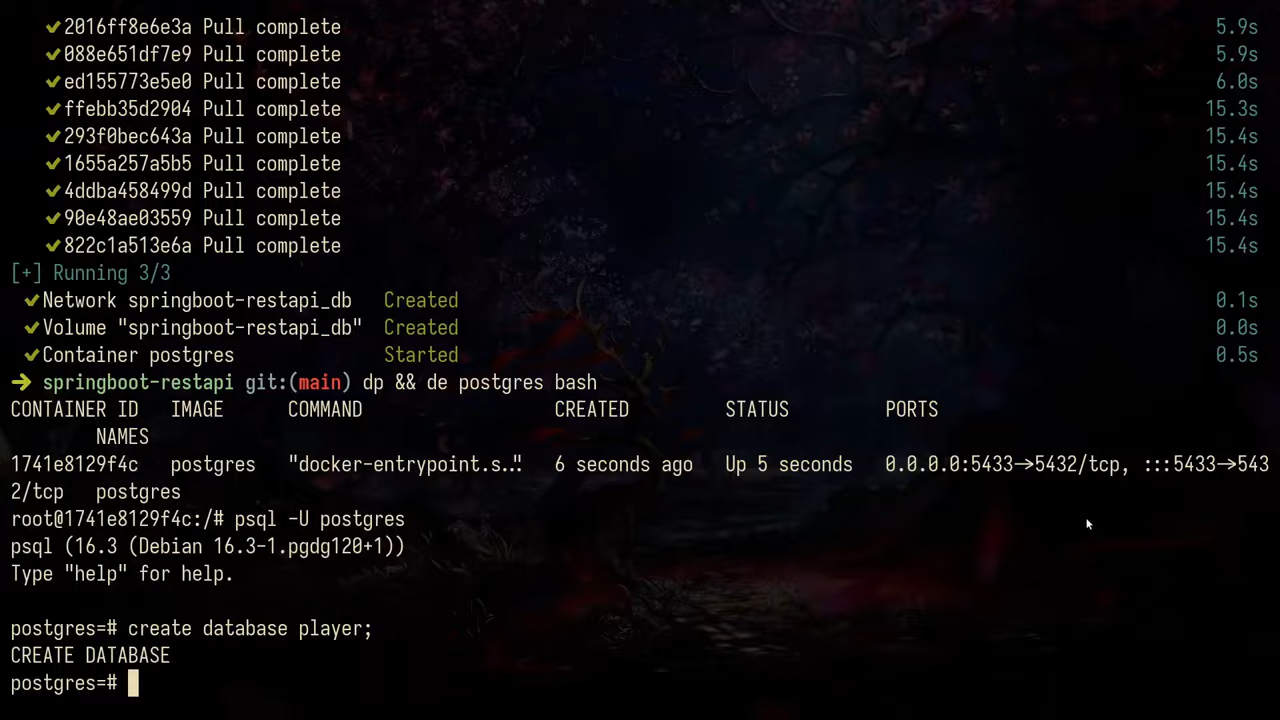 ✔ 2016ff8e6e3a Pull complete 5.9s
✔ 088e651df7e9 Pull complete 5.9s
✔ ed155773e5e0 Pull complete 6.0s
✔ ffebb35d2904 Pull complete 15.3s
✔ 293f0bec643a Pull complete 15.4s
✔ 1655a257a5b5 Pull complete 15.4s
✔ 4ddba458499d Pull complete 15.4s
✔ 90e48ae03559 Pull complete 15.4s
✔ 822c1a513e6a Pull complete 15.4s
[+] Running 3/3
✔ Network springboot-restapi_db Created 0.1s
✔ Volume "springboot-restapi_db" Created 0.0s
✔ Container postgres Started 0.5s
➜ springboot-restapi git:(main) dp && de postgres bash
CONTAINER ID IMAGE COMMAND CREATED STATUS PORTS
NAMES
1741e8129f4c postgres "docker-entrypoint.s…" 6 seconds ago Up 5 seconds 0.0.0.0:5433->5432/tcp, :::5433->543
2/tcp postgres
root@1741e8129f4c:/# psql -U postgres
psql (16.3 (Debian 16.3-1.pgdg120+1))
Type "help" for help.
postgres=# create database player;
CREATE DATABASE
postgres=#